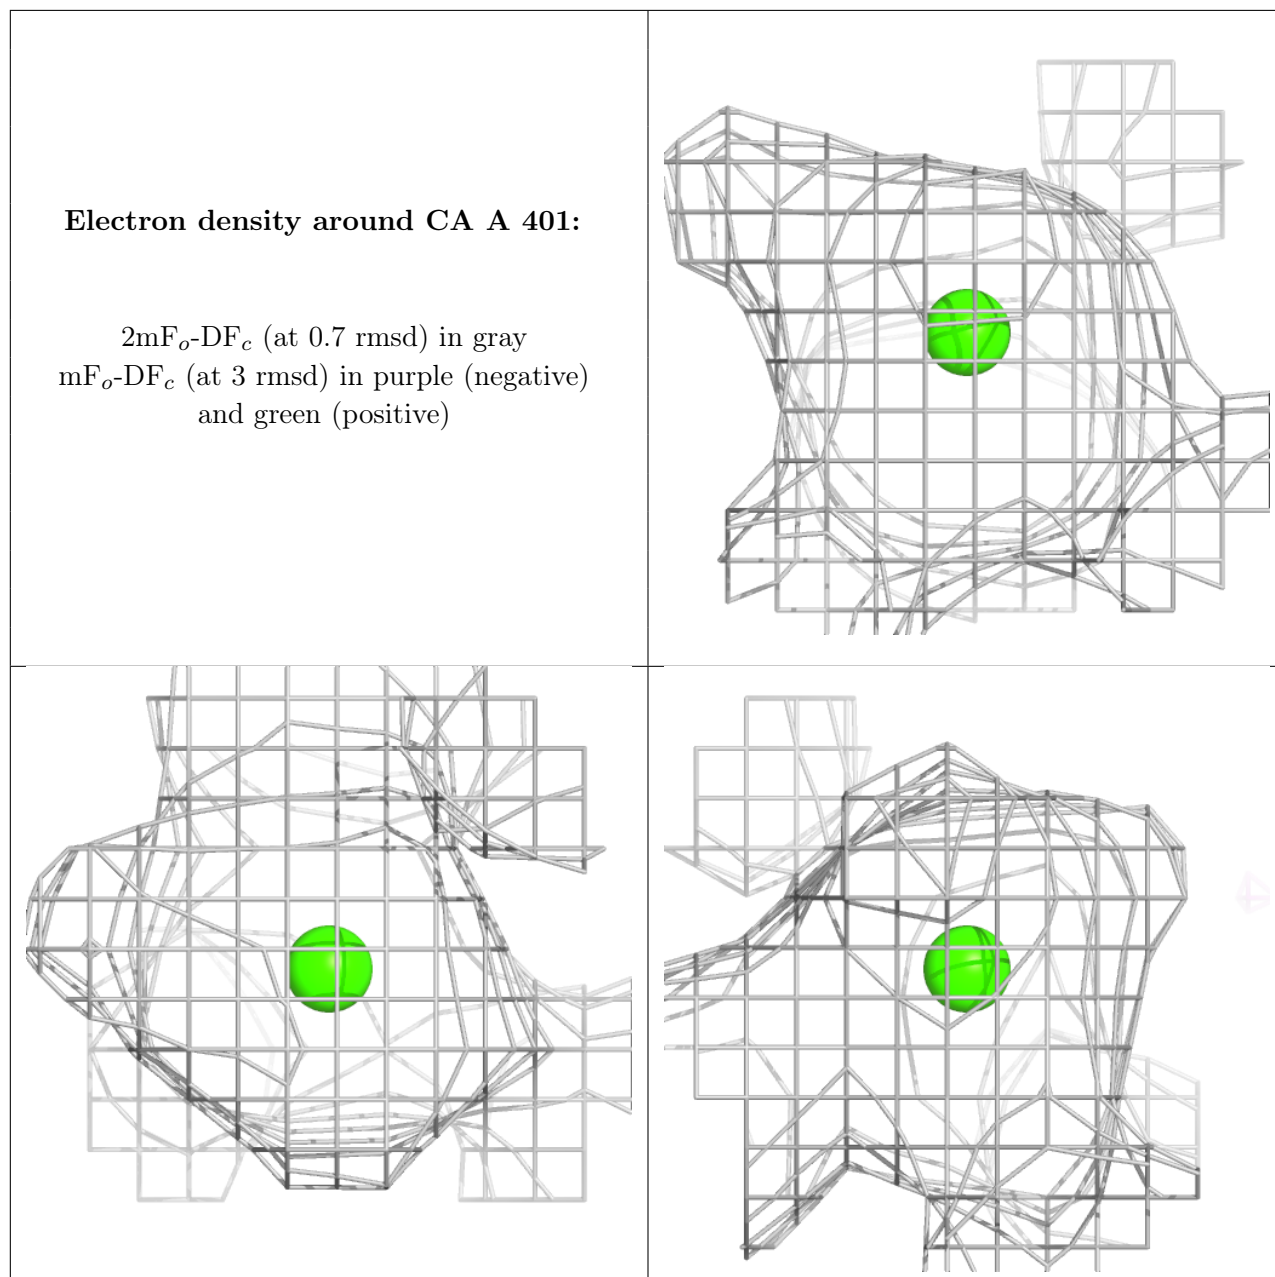 Electron density around CA A 401:
2mFo-DFc (at 0.7 rmsd) in gray
mFo-DFc (at 3 rmsd) in purple (negative)
and green (positive)